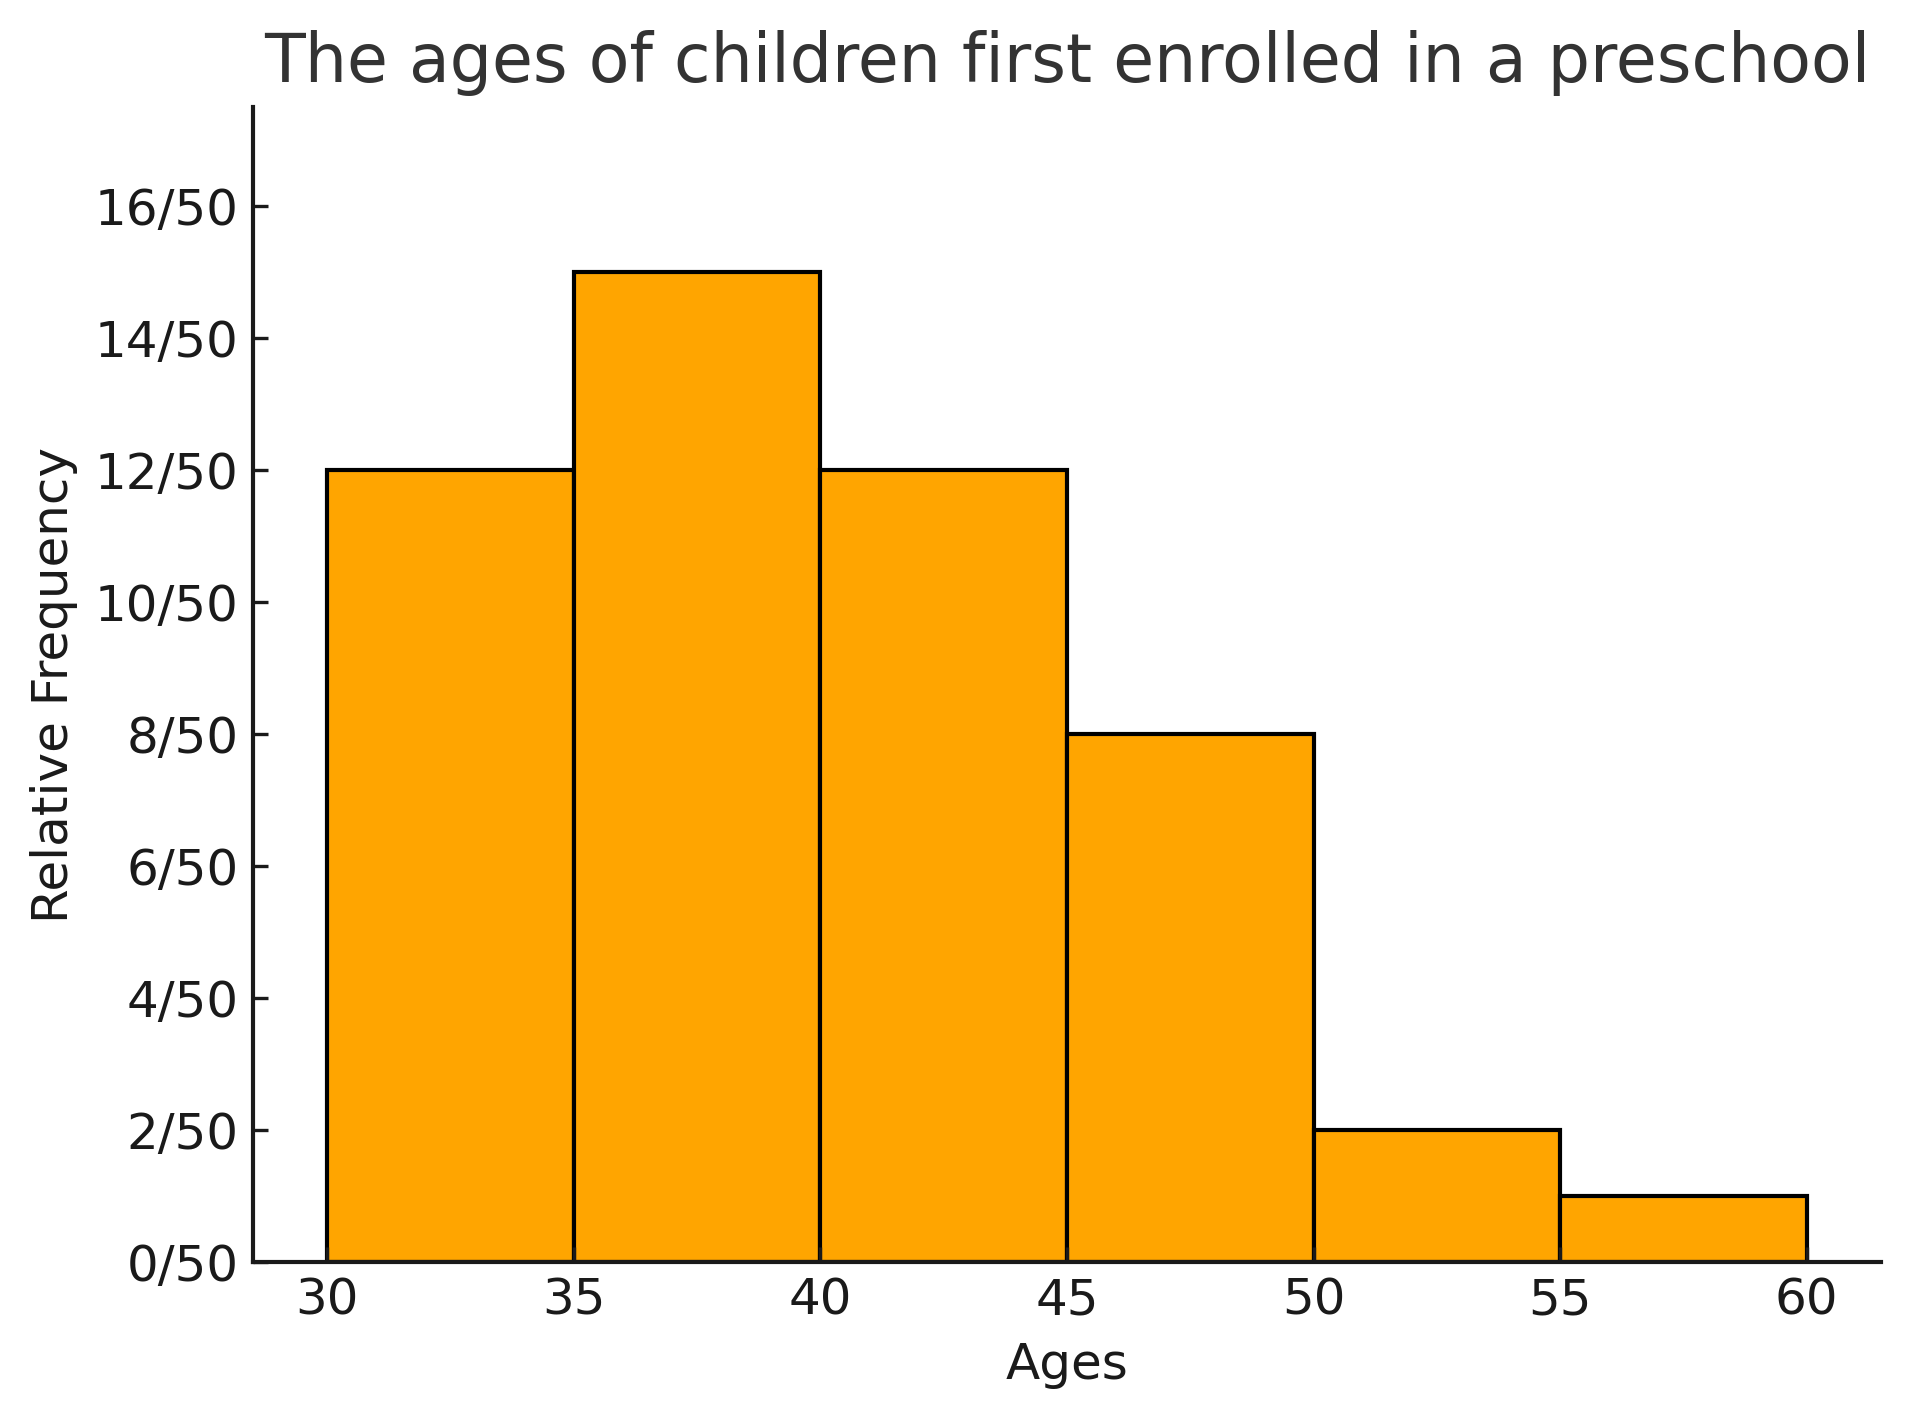 The ages of children first enrolled in a preschool
Relative Frequency
16/50
14/50
12/50
10/50
8/50
6/50
4/50
2/50
0/50
30 35 40 45 50 55 60
Ages